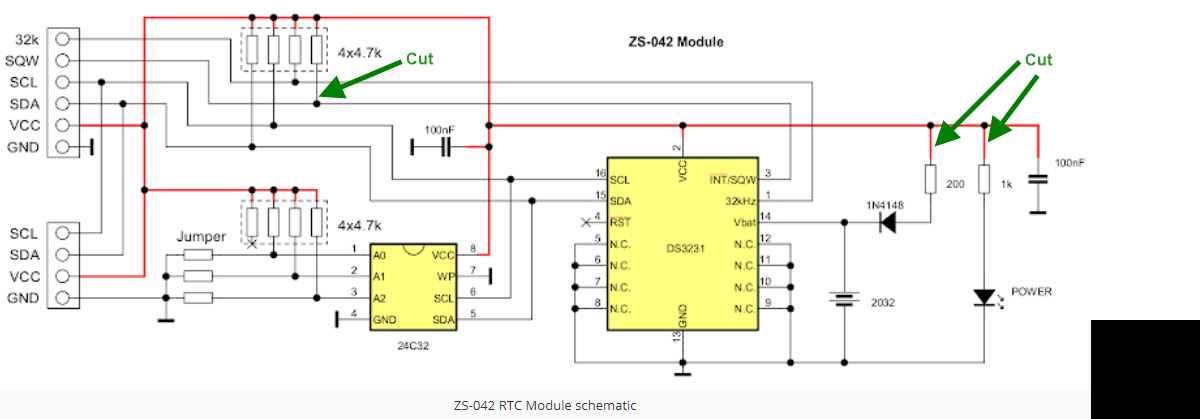 ZS-042 Module
32k
SQW
SCL
SDA
VCC
GND
4x4.7k
Cut
Cut
100nF
100nF
200
1k
1N4148
POWER
2032
2
VCC
16 SCL
15 SDA
4 RST
5 N.C.
6 N.C.
7 N.C.
8 N.C.
INT/SQW 3
32kHz 1
Vbat 14
N.C. 12
N.C. 11
N.C. 10
N.C. 9
DS3231
GND
13
SCL
SDA
VCC
GND
Jumper
4x4.7k
1 A0
2 A1
3 A2
4 GND
VCC 8
WP 7
SCL 6
SDA 5
24C32
ZS-042 RTC Module schematic